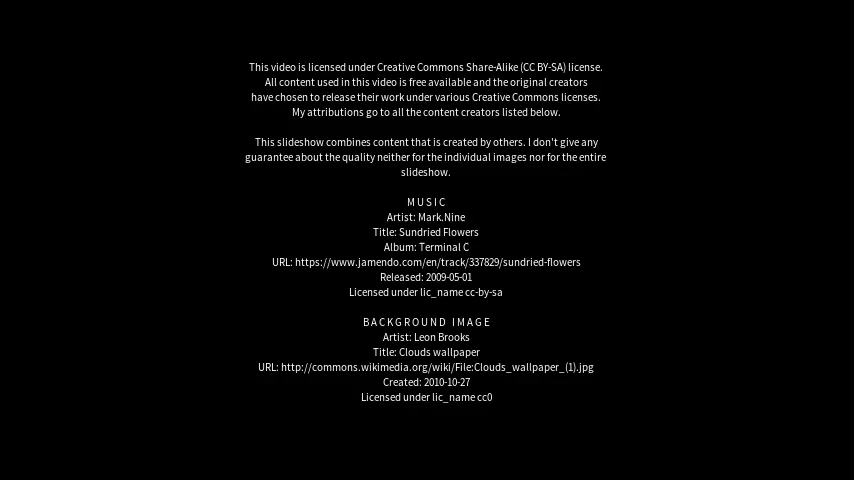 This video is licensed under Creative Commons Share-Alike (CC BY-SA) license.
All content used in this video is free available and the original creators
have chosen to release their work under various Creative Commons licenses.
My attributions go to all the content creators listed below.
This slideshow combines content that is created by others. I don't give any
guarantee about the quality neither for the individual images nor for the entire
slideshow.
MUSIC
Artist: Mark.Nine
Title: Sundried Flowers
Album: Terminal C
URL: https://www.jamendo.com/en/track/337829/sundried-flowers
Released: 2009-05-01
Licensed under lic_name cc-by-sa
BACKGROUND IMAGE
Artist: Leon Brooks
Title: Clouds wallpaper
URL: http://commons.wikimedia.org/wiki/File:Clouds_wallpaper_(1).jpg
Created: 2010-10-27
Licensed under lic_name cc0